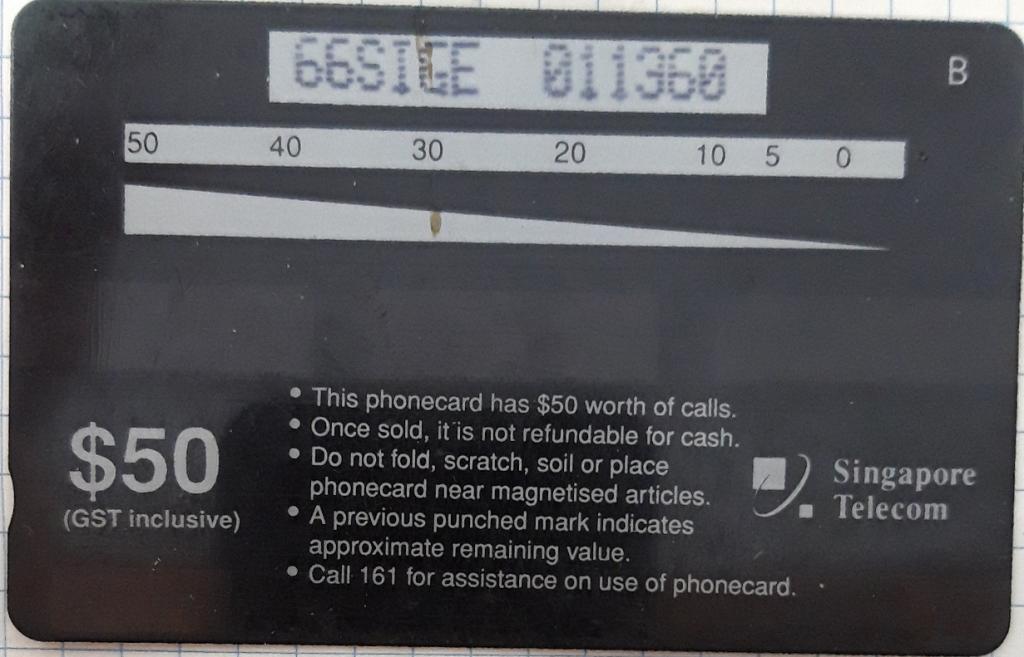 66SIGE 011360
B
50 40 30 20 10 5 0
• This phonecard has $50 worth of calls.
• Once sold, it is not refundable for cash.
• Do not fold, scratch, soil or place
phonecard near magnetised articles.
• A previous punched mark indicates
approximate remaining value.
• Call 161 for assistance on use of phonecard.
$50
(GST inclusive)
Singapore
Telecom